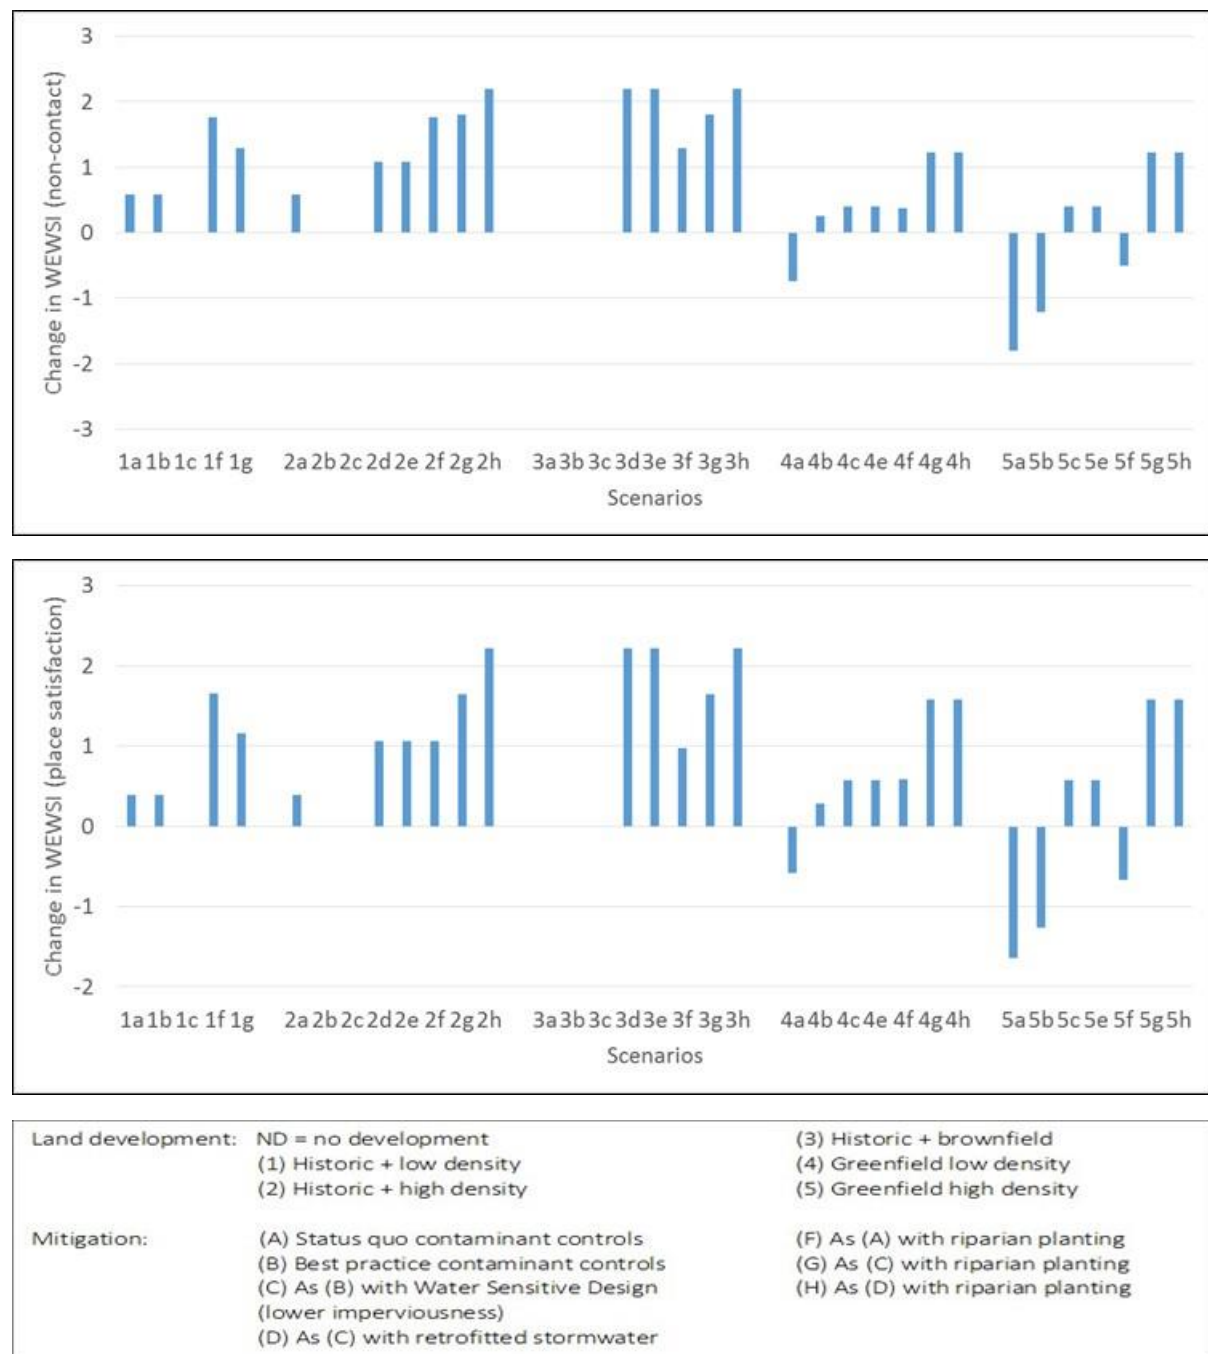 3
2
1
0
-1
-2
-3
Change in WEWSI (non-contact)
1a 1b 1c 1f 1g 2a 2b 2c 2d 2e 2f 2g 2h 3a 3b 3c 3d 3e 3f 3g 3h 4a 4b 4c 4e 4f 4g 4h 5a 5b 5c 5e 5f 5g 5h
Scenarios
3
2
1
0
-1
-2
Change in WEWSI (place satisfaction)
1a 1b 1c 1f 1g 2a 2b 2c 2d 2e 2f 2g 2h 3a 3b 3c 3d 3e 3f 3g 3h 4a 4b 4c 4e 4f 4g 4h 5a 5b 5c 5e 5f 5g 5h
Scenarios
Land development: ND = no development
(1) Historic + low density
(2) Historic + high density
(3) Historic + brownfield
(4) Greenfield low density
(5) Greenfield high density
Mitigation: (A) Status quo contaminant controls
(B) Best practice contaminant controls
(C) As (B) with Water Sensitive Design
(lower imperviousness)
(D) As (C) with retrofitted stormwater
(F) As (A) with riparian planting
(G) As (C) with riparian planting
(H) As (D) with riparian planting